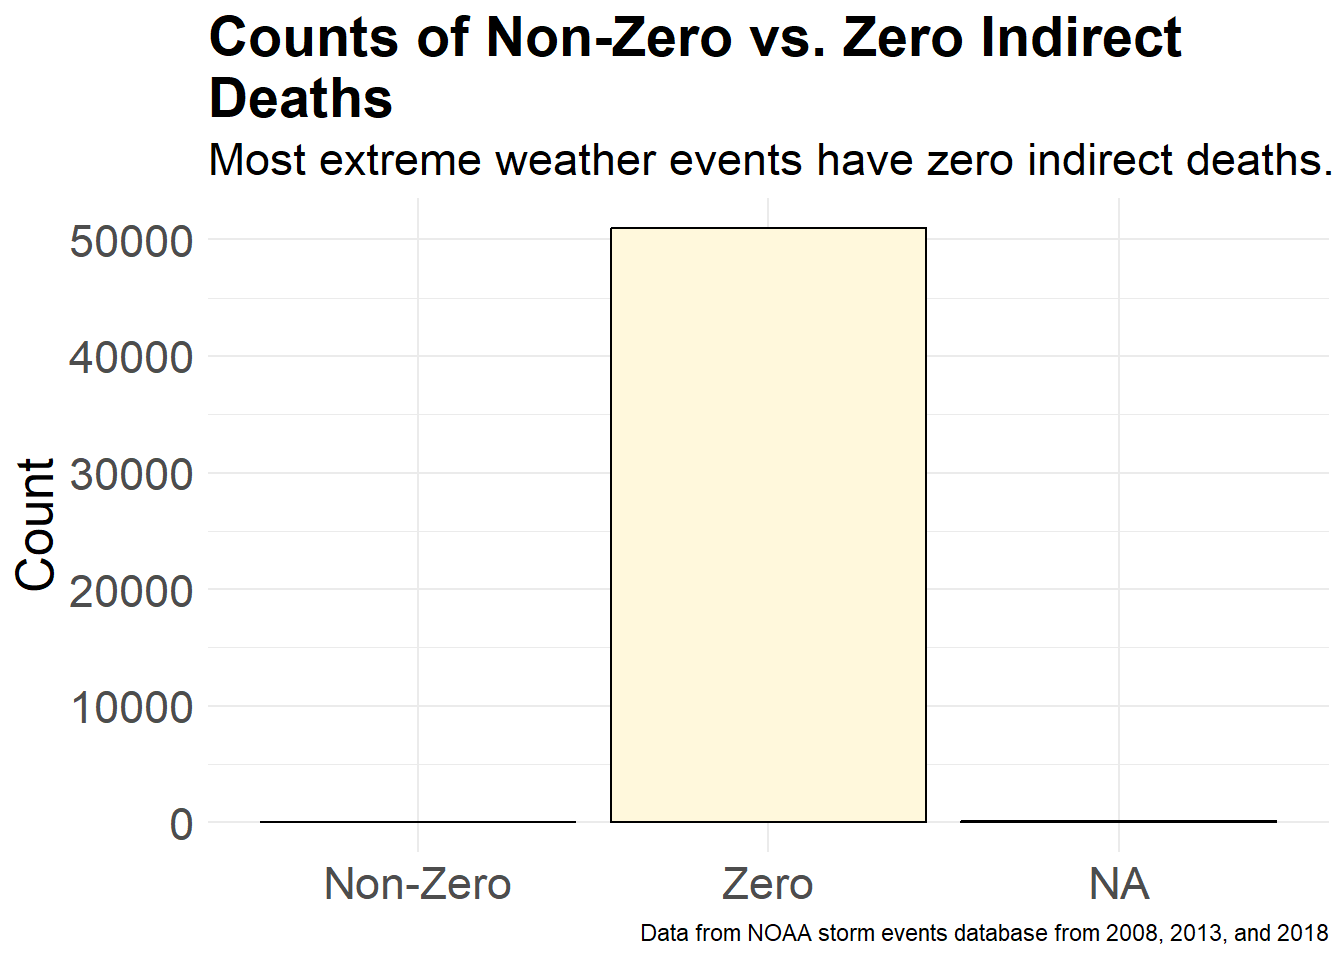 Counts of Non-Zero vs. Zero Indirect
Deaths
Most extreme weather events have zero indirect deaths.
Count
50000
40000
30000
20000
10000
0
Non-Zero
Zero
NA
Data from NOAA storm events database from 2008, 2013, and 2018